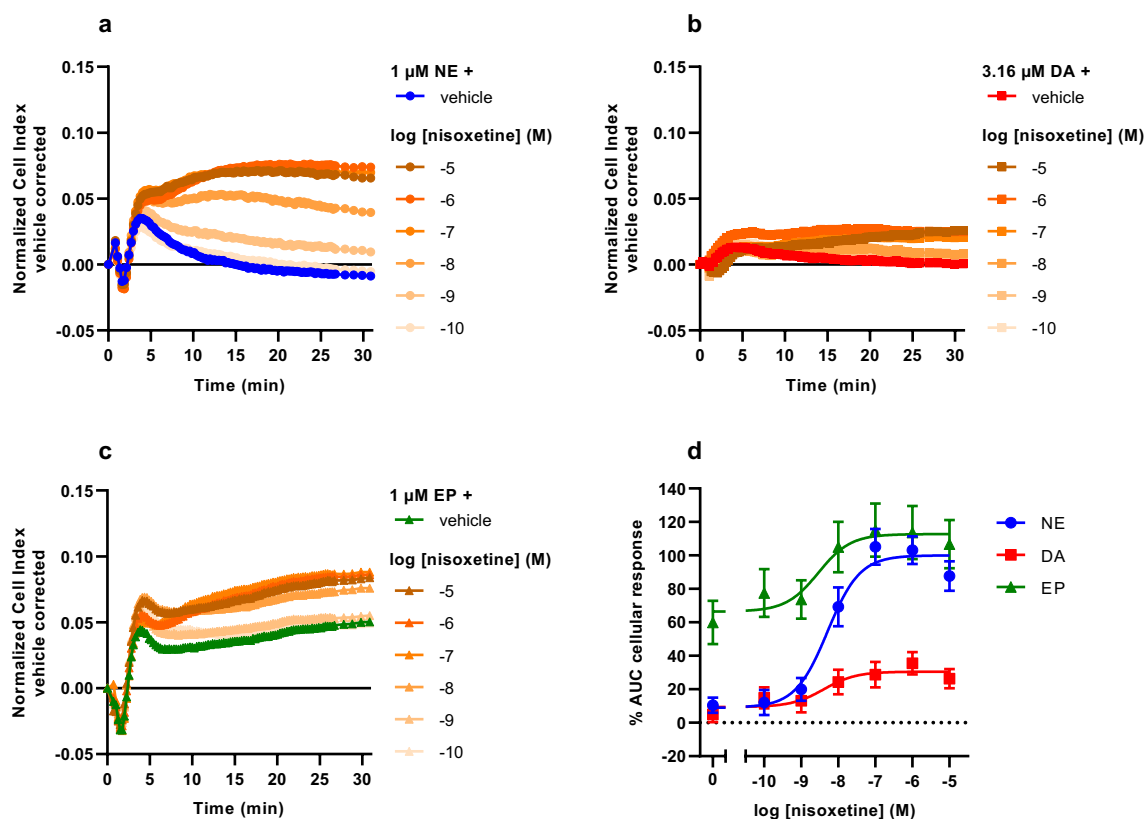 a
Normalized Cell Index
vehicle corrected
0.15
0.10
0.05
0.00
-0.05
0 5 10 15 20 25 30
Time (min)
1 µM NE +
vehicle
log [nisoxetine] (M)
-5
-6
-7
-8
-9
-10
b
Normalized Cell Index
vehicle corrected
0.15
0.10
0.05
0.00
-0.05
0 5 10 15 20 25 30
Time (min)
3.16 µM DA +
vehicle
log [nisoxetine] (M)
-5
-6
-7
-8
-9
-10
c
Normalized Cell Index
vehicle corrected
0.15
0.10
0.05
0.00
-0.05
0 5 10 15 20 25 30
Time (min)
1 µM EP +
vehicle
log [nisoxetine] (M)
-5
-6
-7
-8
-9
-10
d
% AUC cellular response
140
120
100
80
60
40
20
0
-20
0 -10 -9 -8 -7 -6 -5
log [nisoxetine] (M)
NE
DA
EP